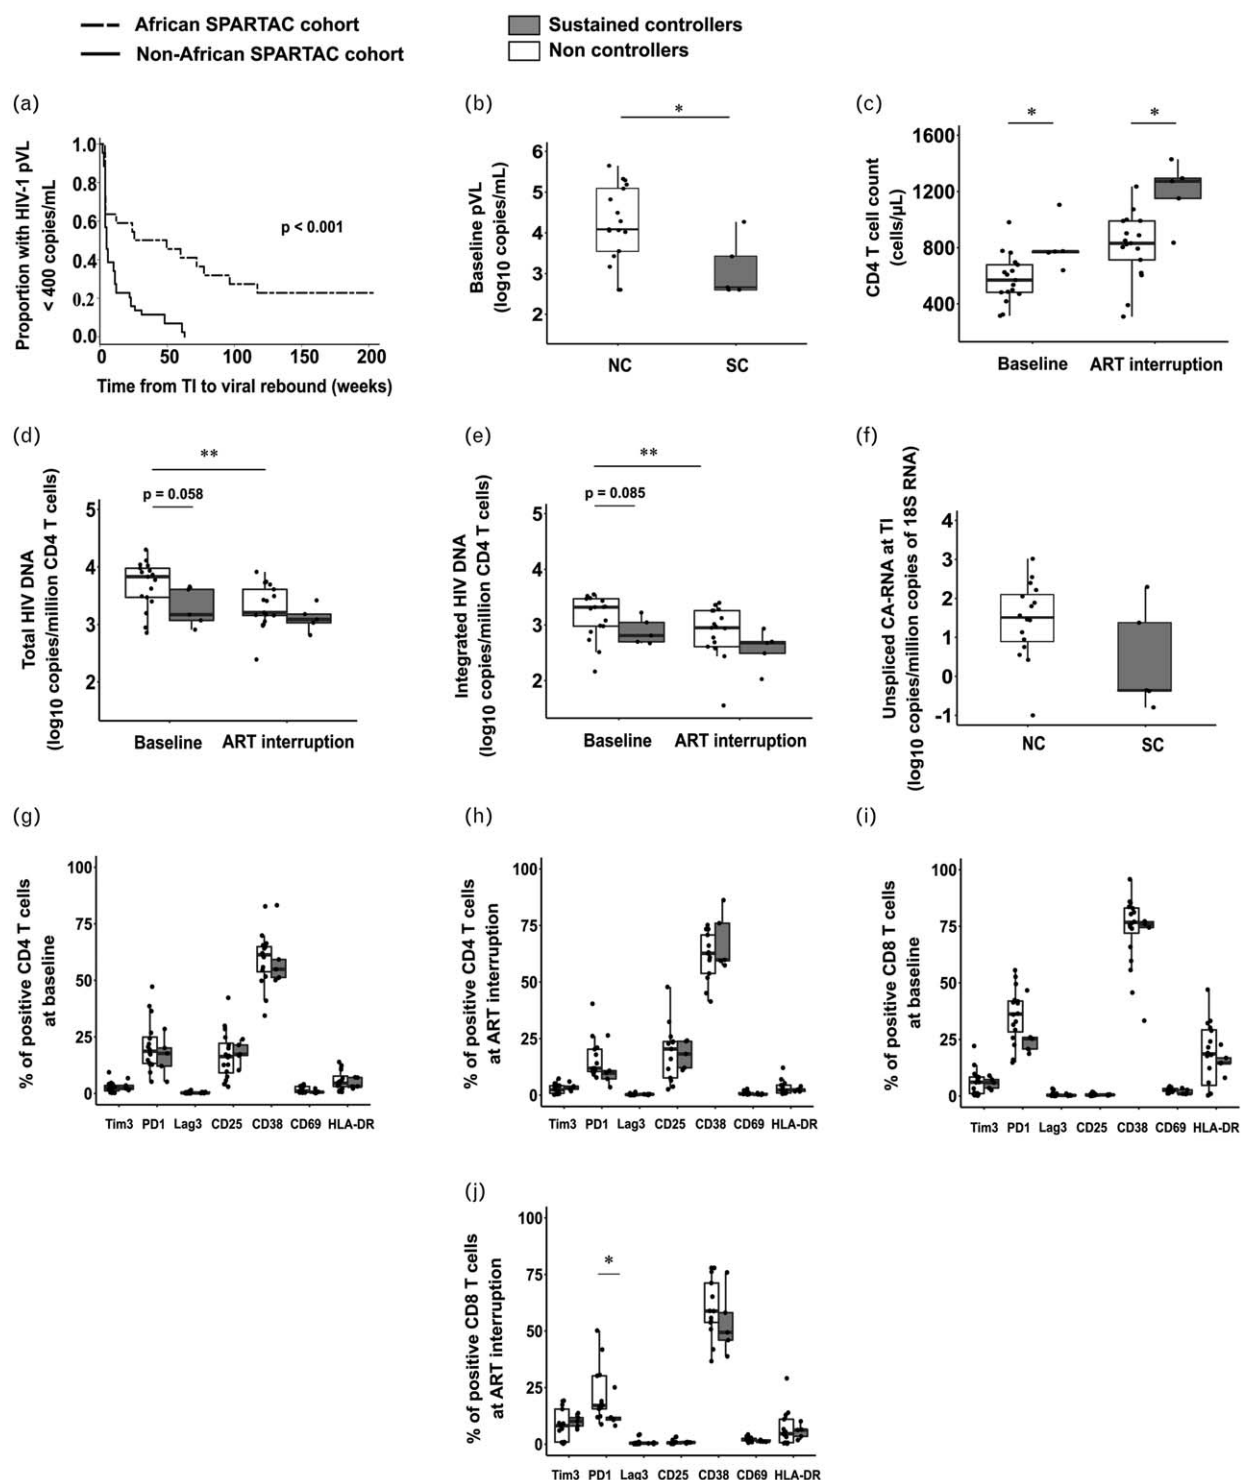 African SPARTAC cohort
Non-African SPARTAC cohort
Sustained controllers
Non controllers
(a)
Proportion with HIV-1 pVL
< 400 copies/mL
1.0
0.8
0.6
0.4
0.2
0.0
p < 0.001
0 50 100 150 200
Time from TI to viral rebound (weeks)
(b)
Baseline pVL
(log10 copies/mL)
*
6
5
4
3
2
NC SC
(c)
CD4 T cell count
(cells/µL)
* *
1600
1200
800
400
Baseline ART interruption
(d)
Total HIV DNA
(log10 copies/million CD4 T cells)
**
p = 0.058
5
4
3
2
Baseline ART interruption
(e)
Integrated HIV DNA
(log10 copies/million CD4 T cells)
**
p = 0.085
5
4
3
2
Baseline ART interruption
(f)
Unspliced CA-RNA at TI
(log10 copies/million copies of 18S RNA)
4
3
2
1
0
-1
NC SC
(g)
% of positive CD4 T cells
at baseline
100
75
50
25
0
Tim3 PD1 Lag3 CD25 CD38 CD69 HLA-DR
(h)
% of positive CD4 T cells
at ART interruption
100
75
50
25
0
Tim3 PD1 Lag3 CD25 CD38 CD69 HLA-DR
(i)
% of positive CD8 T cells
at baseline
100
75
50
25
0
Tim3 PD1 Lag3 CD25 CD38 CD69 HLA-DR
(j)
% of positive CD8 T cells
at ART interruption
*
100
75
50
25
0
Tim3 PD1 Lag3 CD25 CD38 CD69 HLA-DR